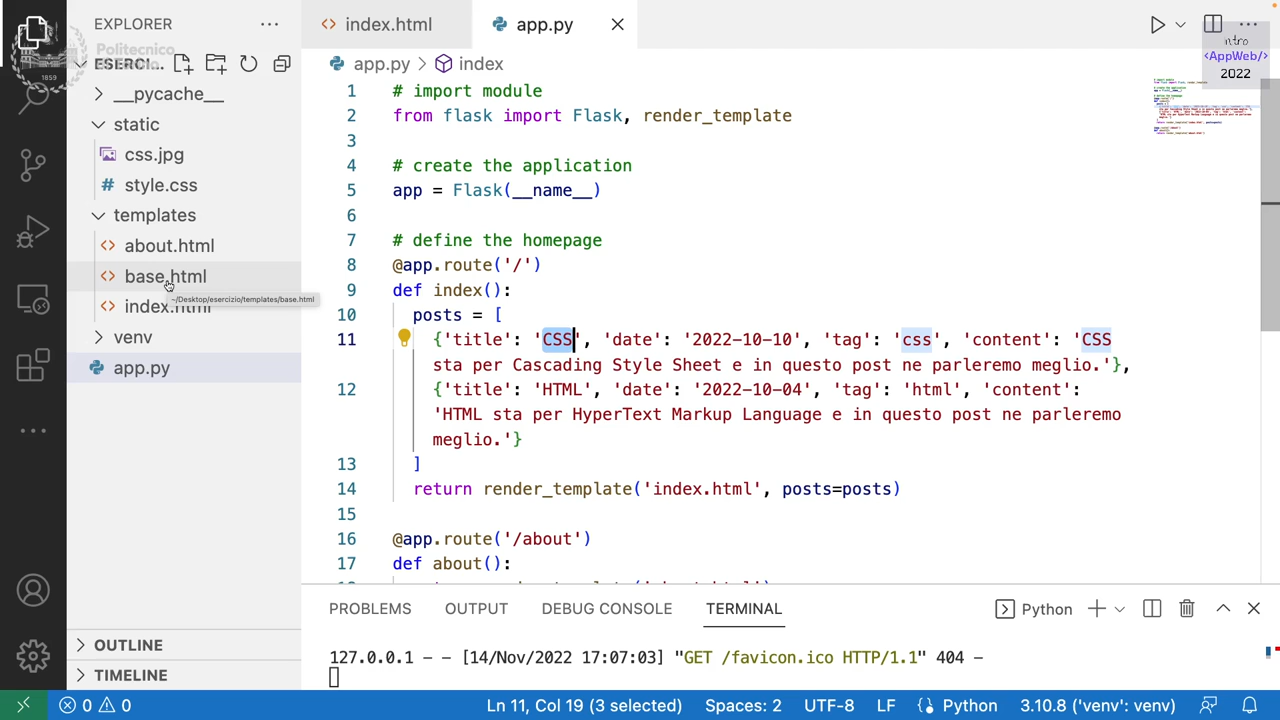 EXPLORER
index.html
app.py
Politecnico
1859
ntro
<AppWeb/>
2022
ESERCI...
app.py > index
__pycache__
static
css.jpg
style.css
templates
about.html
base.html
~/Desktop/esercizio/templates/base.html
index.html
venv
app.py
OUTLINE
TIMELINE
1 # import module
2 from flask import Flask, render_template
3
4 # create the application
5 app = Flask(__name__)
6
7 # define the homepage
8 @app.route('/')
9 def index():
10 posts = [
11 {'title': 'CSS', 'date': '2022-10-10', 'tag': 'css', 'content': 'CSS
sta per Cascading Style Sheet e in questo post ne parleremo meglio.'},
12 {'title': 'HTML', 'date': '2022-10-04', 'tag': 'html', 'content':
'HTML sta per HyperText Markup Language e in questo post ne parleremo
meglio.'}
13 ]
14 return render_template('index.html', posts=posts)
15
16 @app.route('/about')
17 def about():
PROBLEMS OUTPUT DEBUG CONSOLE TERMINAL
Python
127.0.0.1 - - [14/Nov/2022 17:07:03] "GET /favicon.ico HTTP/1.1" 404 -
0 0
Ln 11, Col 19 (3 selected)
Spaces: 2
UTF-8
LF
Python
3.10.8 ('venv': venv)